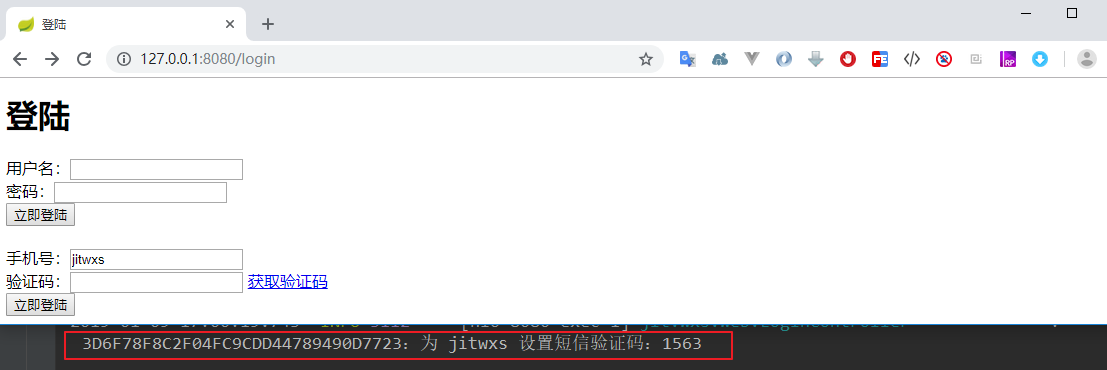 登陆
127.0.0.1:8080/login
登陆
用户名：
密码：
立即登陆
手机号：jitwxs
验证码： 获取验证码
立即登陆
3D6F78F8C2F04FC9CDD44789490D7723：为 jitwxs 设置短信验证码：1563